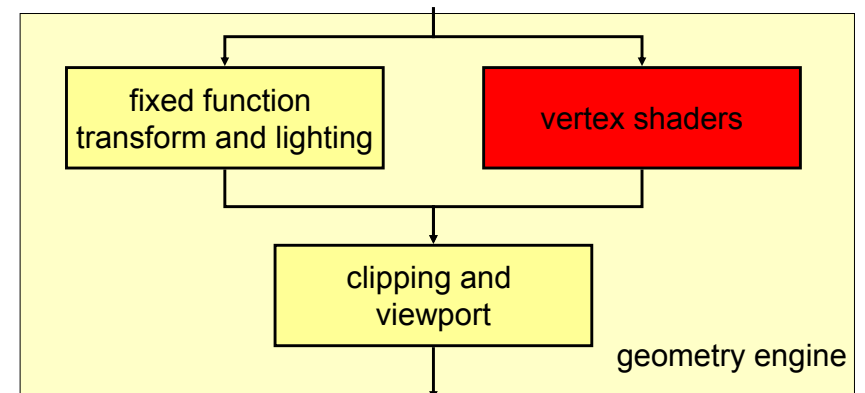 fixed function
transform and lighting
vertex shaders
clipping and
viewport
geometry engine